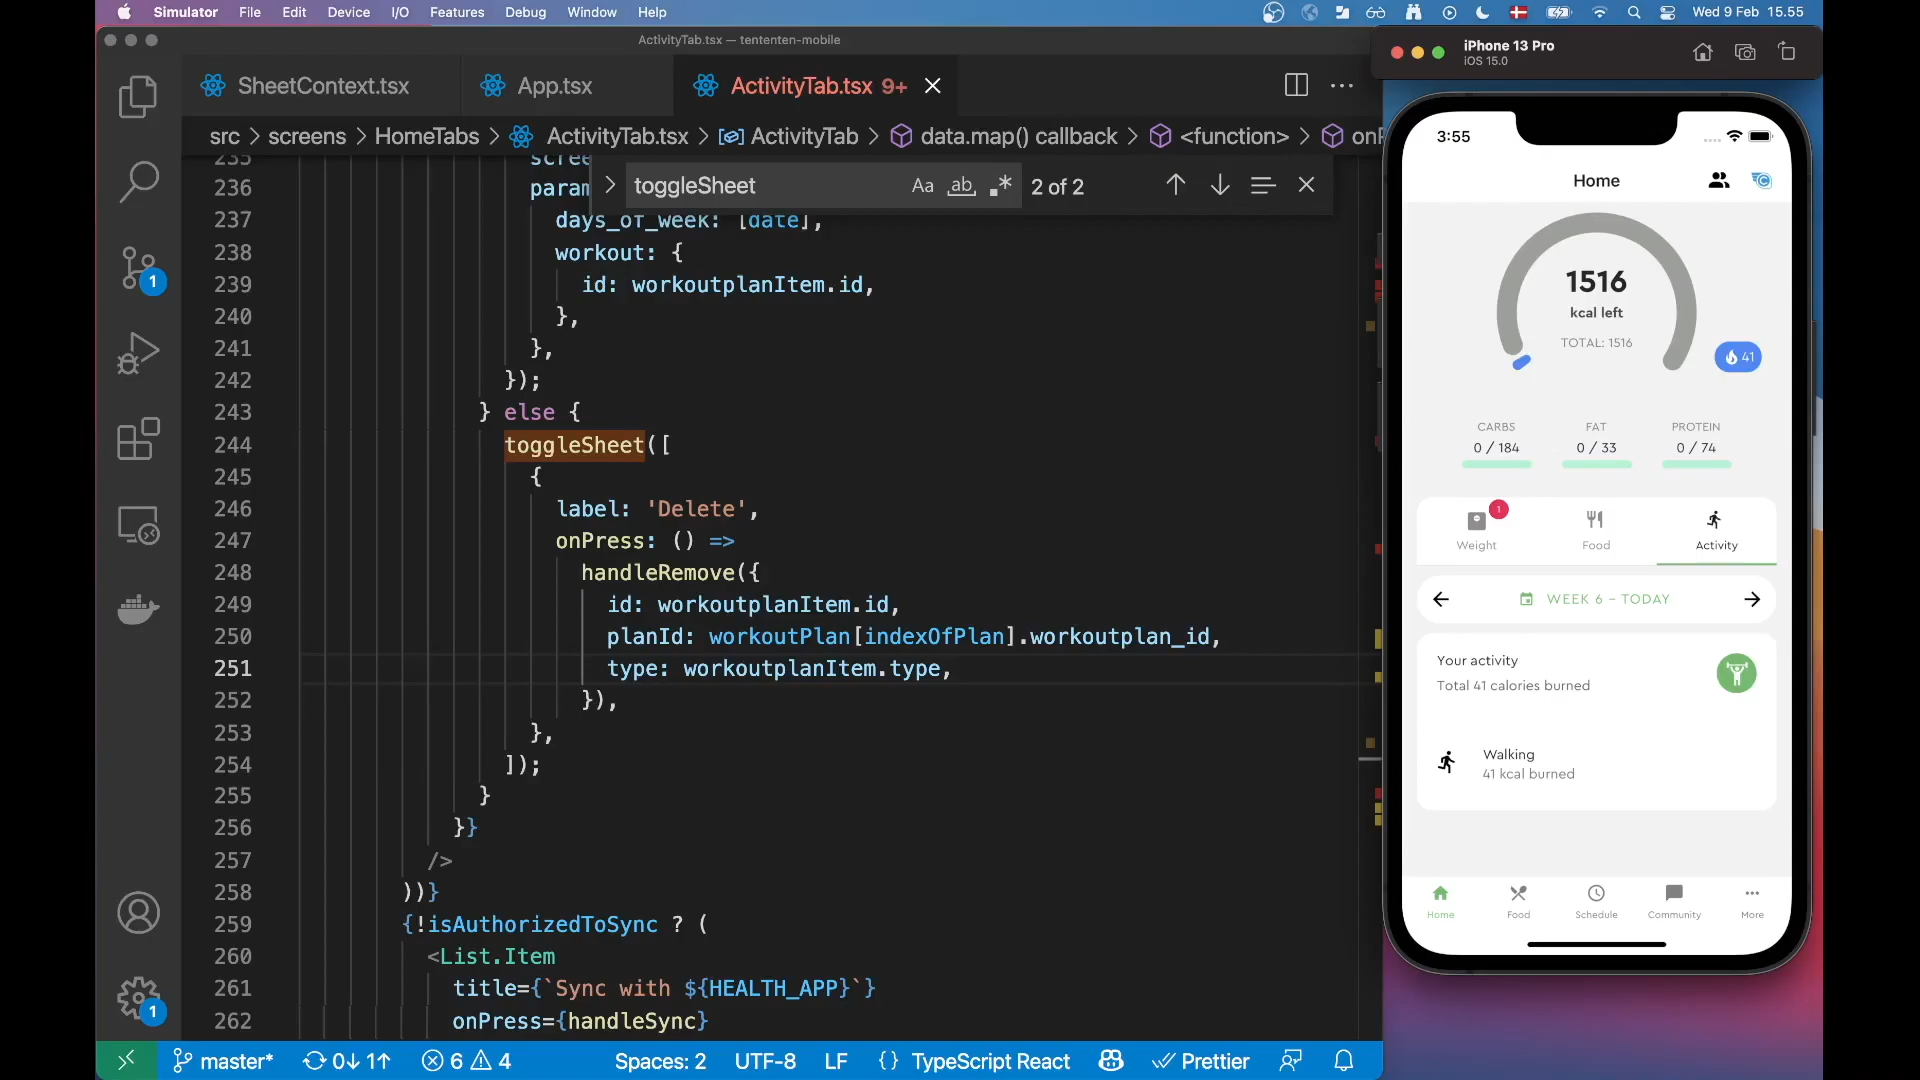 Simulator File Edit Device I/O Features Debug Window Help Wed 9 Feb 15.55
ActivityTab.tsx — tententen-mobile
SheetContext.tsx App.tsx ActivityTab.tsx 9+
src > screens > HomeTabs > ActivityTab.tsx > ActivityTab > data.map() callback > <function> >
toggleSheet Aa ab .* 2 of 2
235
236
237 days_of_week: [date],
238 workout: {
239 id: workoutplanItem.id,
240 },
241 },
242 });
243 } else {
244 toggleSheet([
245 {
246 label: 'Delete',
247 onPress: () =>
248 handleRemove({
249 id: workoutplanItem.id,
250 planId: workoutPlan[indexOfPlan].workoutplan_id,
251 type: workoutplanItem.type,
252 }),
253 },
254 ]);
255 }
256 }}
257 />
258 ))}
259 {!isAuthorizedToSync ? (
260 <List.Item
261 title={`Sync with ${HEALTH_APP}`}
262 onPress={handleSync}
1
1
master* 0↓ 1↑ 6 4 Spaces: 2 UTF-8 LF {} TypeScript React Prettier
iPhone 13 Pro
iOS 15.0
3:55
Home
1516
kcal left
TOTAL: 1516
41
CARBS FAT PROTEIN
0 / 184 0 / 33 0 / 74
1
Weight Food Activity
WEEK 6 - TODAY
Your activity
Total 41 calories burned
Walking
41 kcal burned
Home Food Schedule Community More